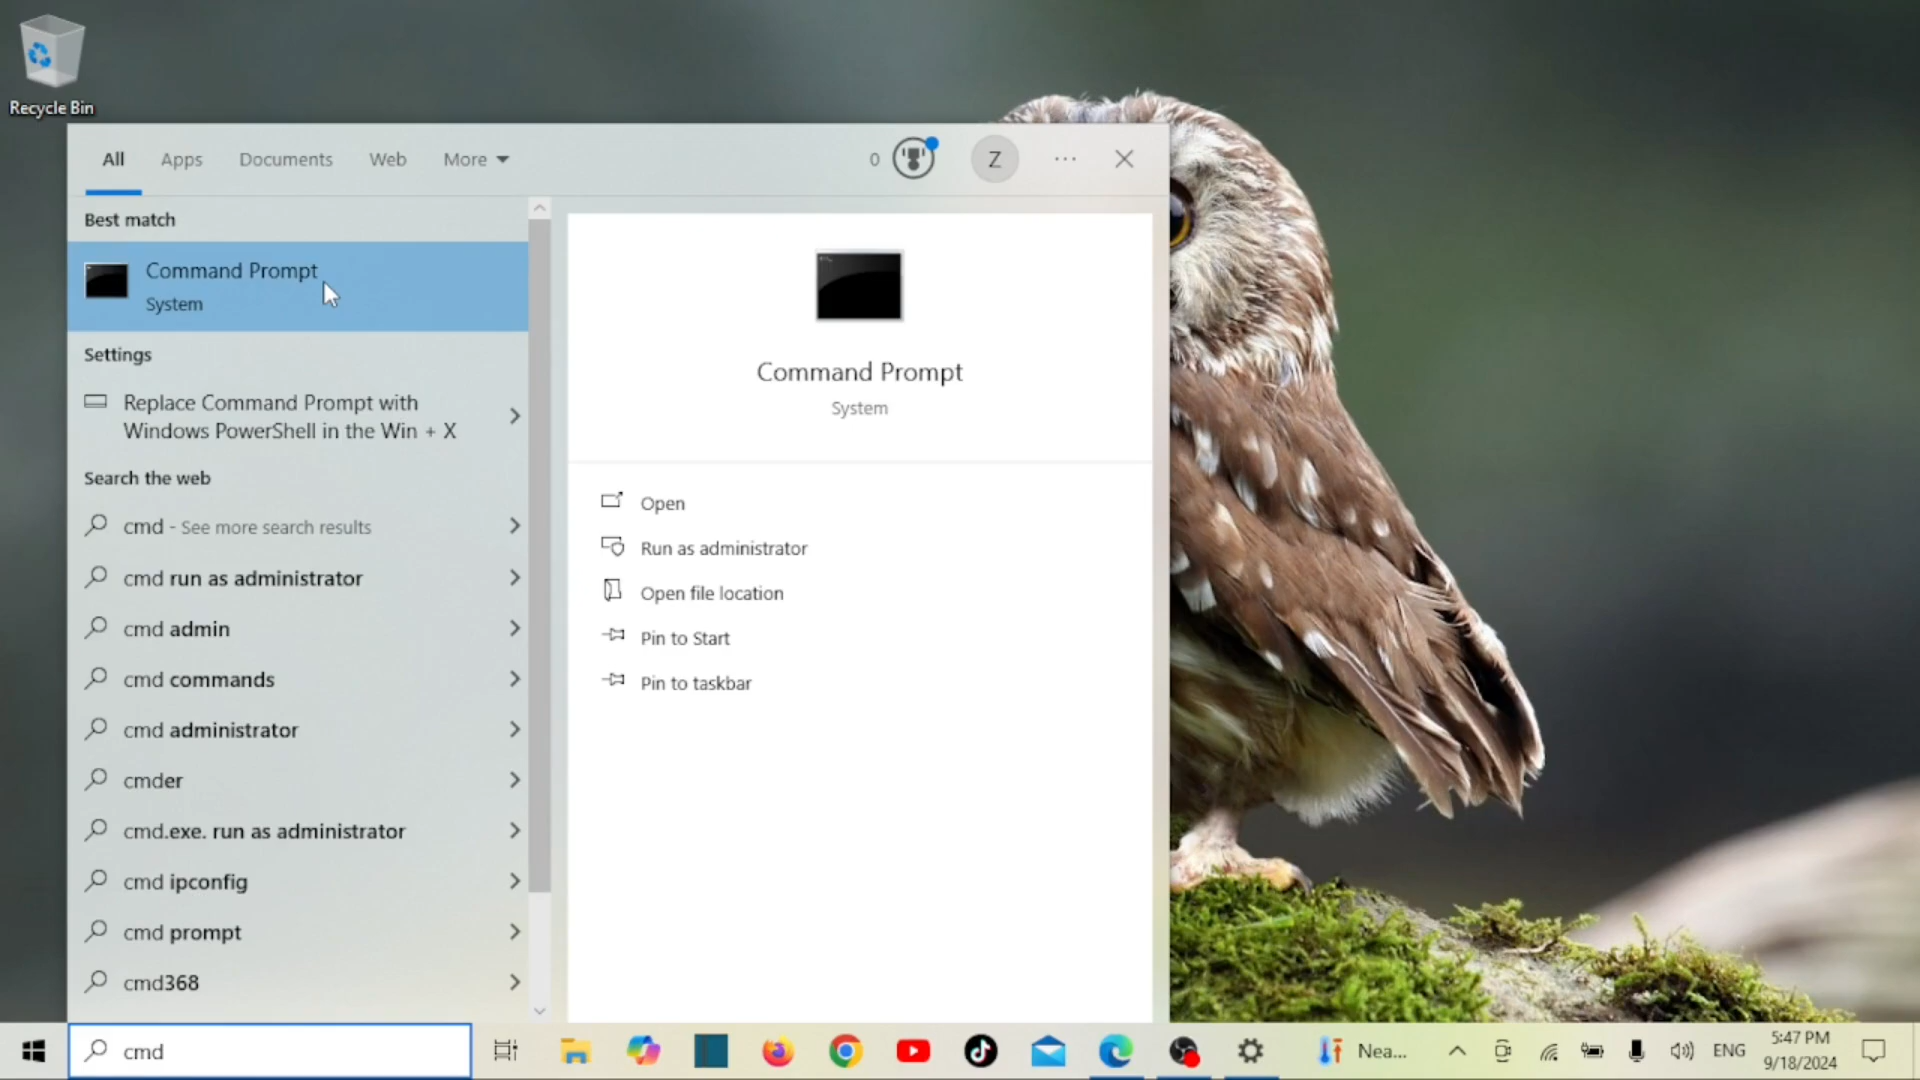 Recycle Bin
All Apps Documents Web More 0 Z ...
Best match
Command Prompt
System
Settings
Replace Command Prompt with
Windows PowerShell in the Win + X
Search the web
cmd - See more search results
cmd run as administrator
cmd admin
cmd commands
cmd administrator
cmder
cmd.exe. run as administrator
cmd ipconfig
cmd prompt
cmd368
Command Prompt
System
Open
Run as administrator
Open file location
Pin to Start
Pin to taskbar
cmd
Nea...
ENG
5:47 PM
9/18/2024